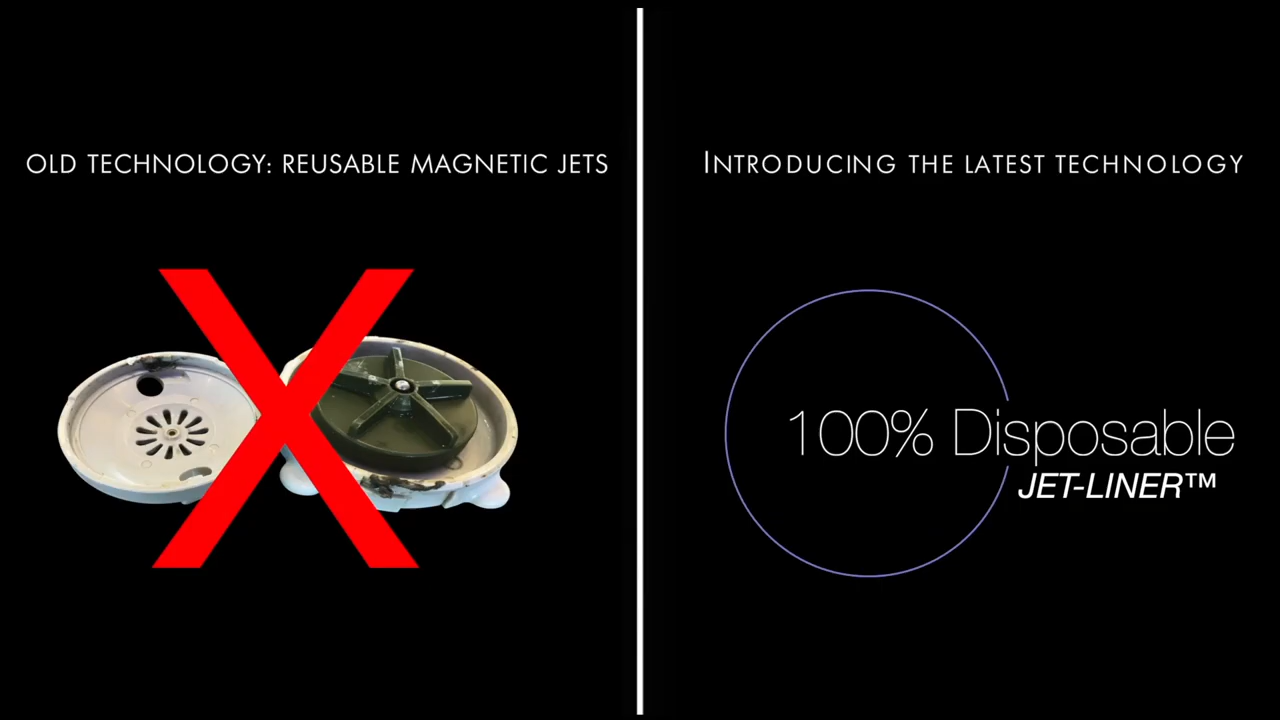 OLD TECHNOLOGY: REUSABLE MAGNETIC JETS
INTRODUCING THE LATEST TECHNOLOGY
100% Disposable
JET-LINER™